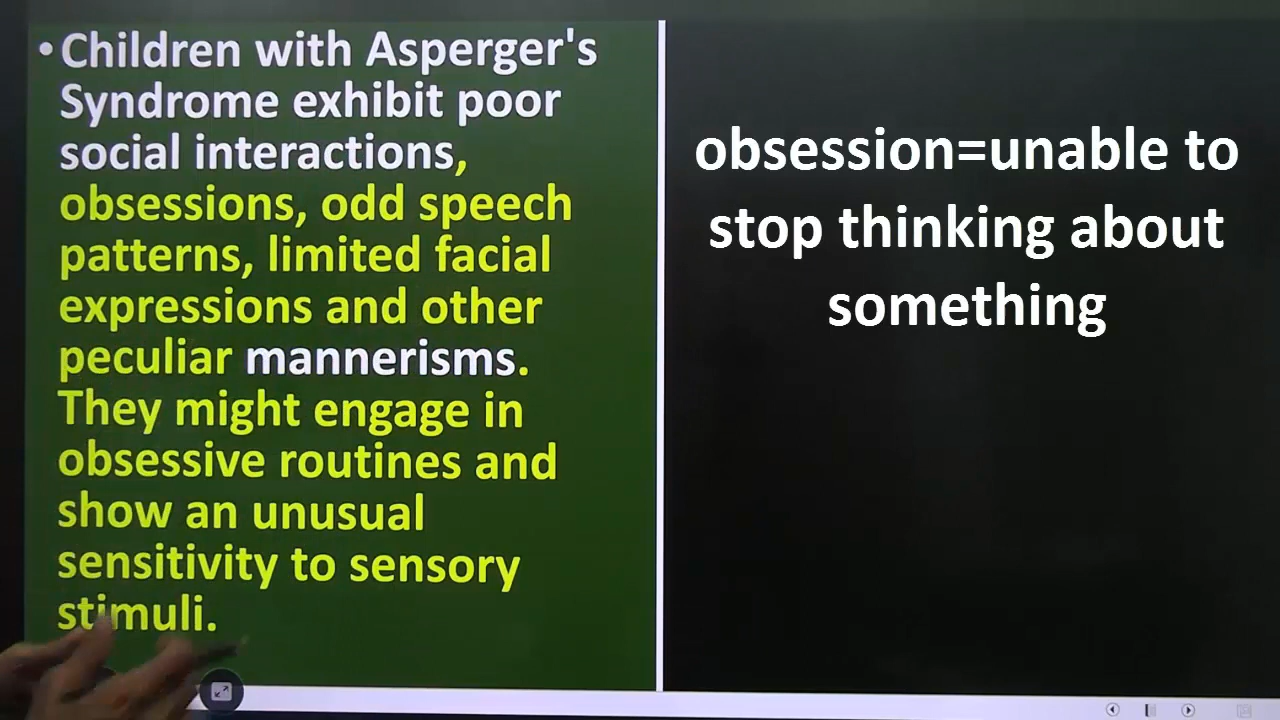 • Children with Asperger's
Syndrome exhibit poor
social interactions,
obsessions, odd speech
patterns, limited facial
expressions and other
peculiar mannerisms.
They might engage in
obsessive routines and
show an unusual
sensitivity to sensory
stimuli.
obsession=unable to
stop thinking about
something